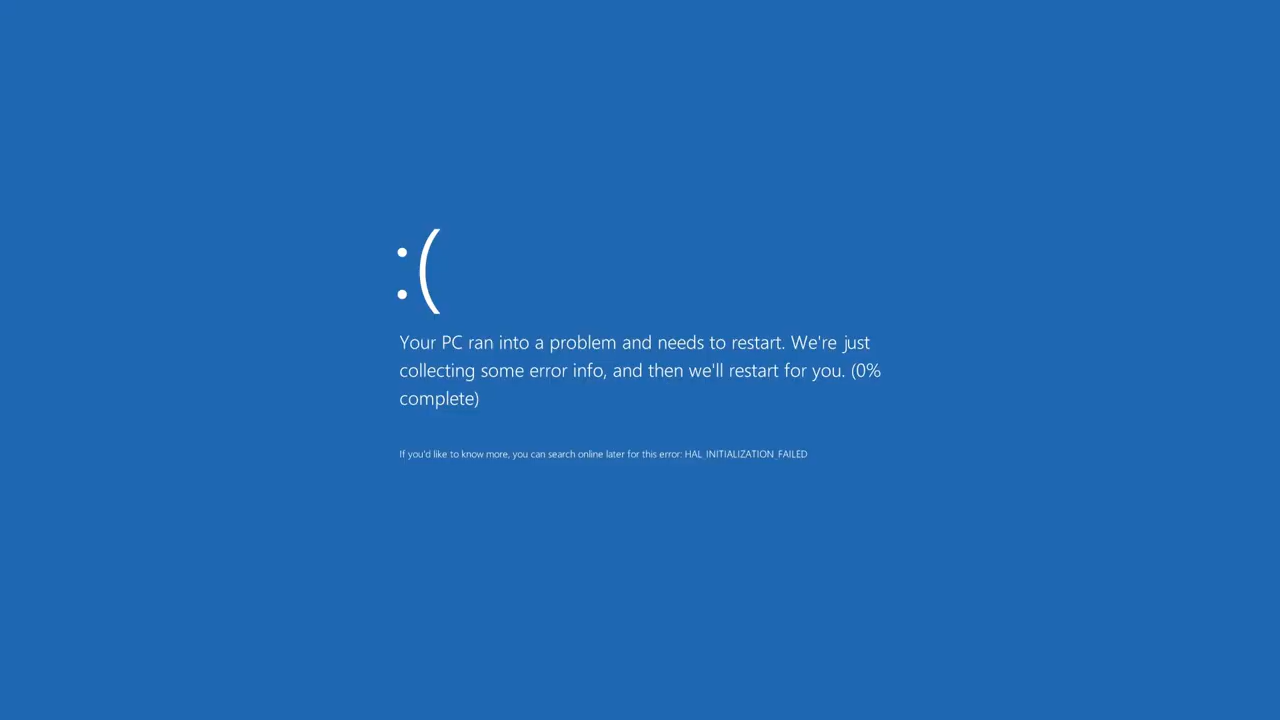 :(
Your PC ran into a problem and needs to restart. We're just
collecting some error info, and then we'll restart for you. (0%
complete)
If you'd like to know more, you can search online later for this error: HAL_INITIALIZATION_FAILED